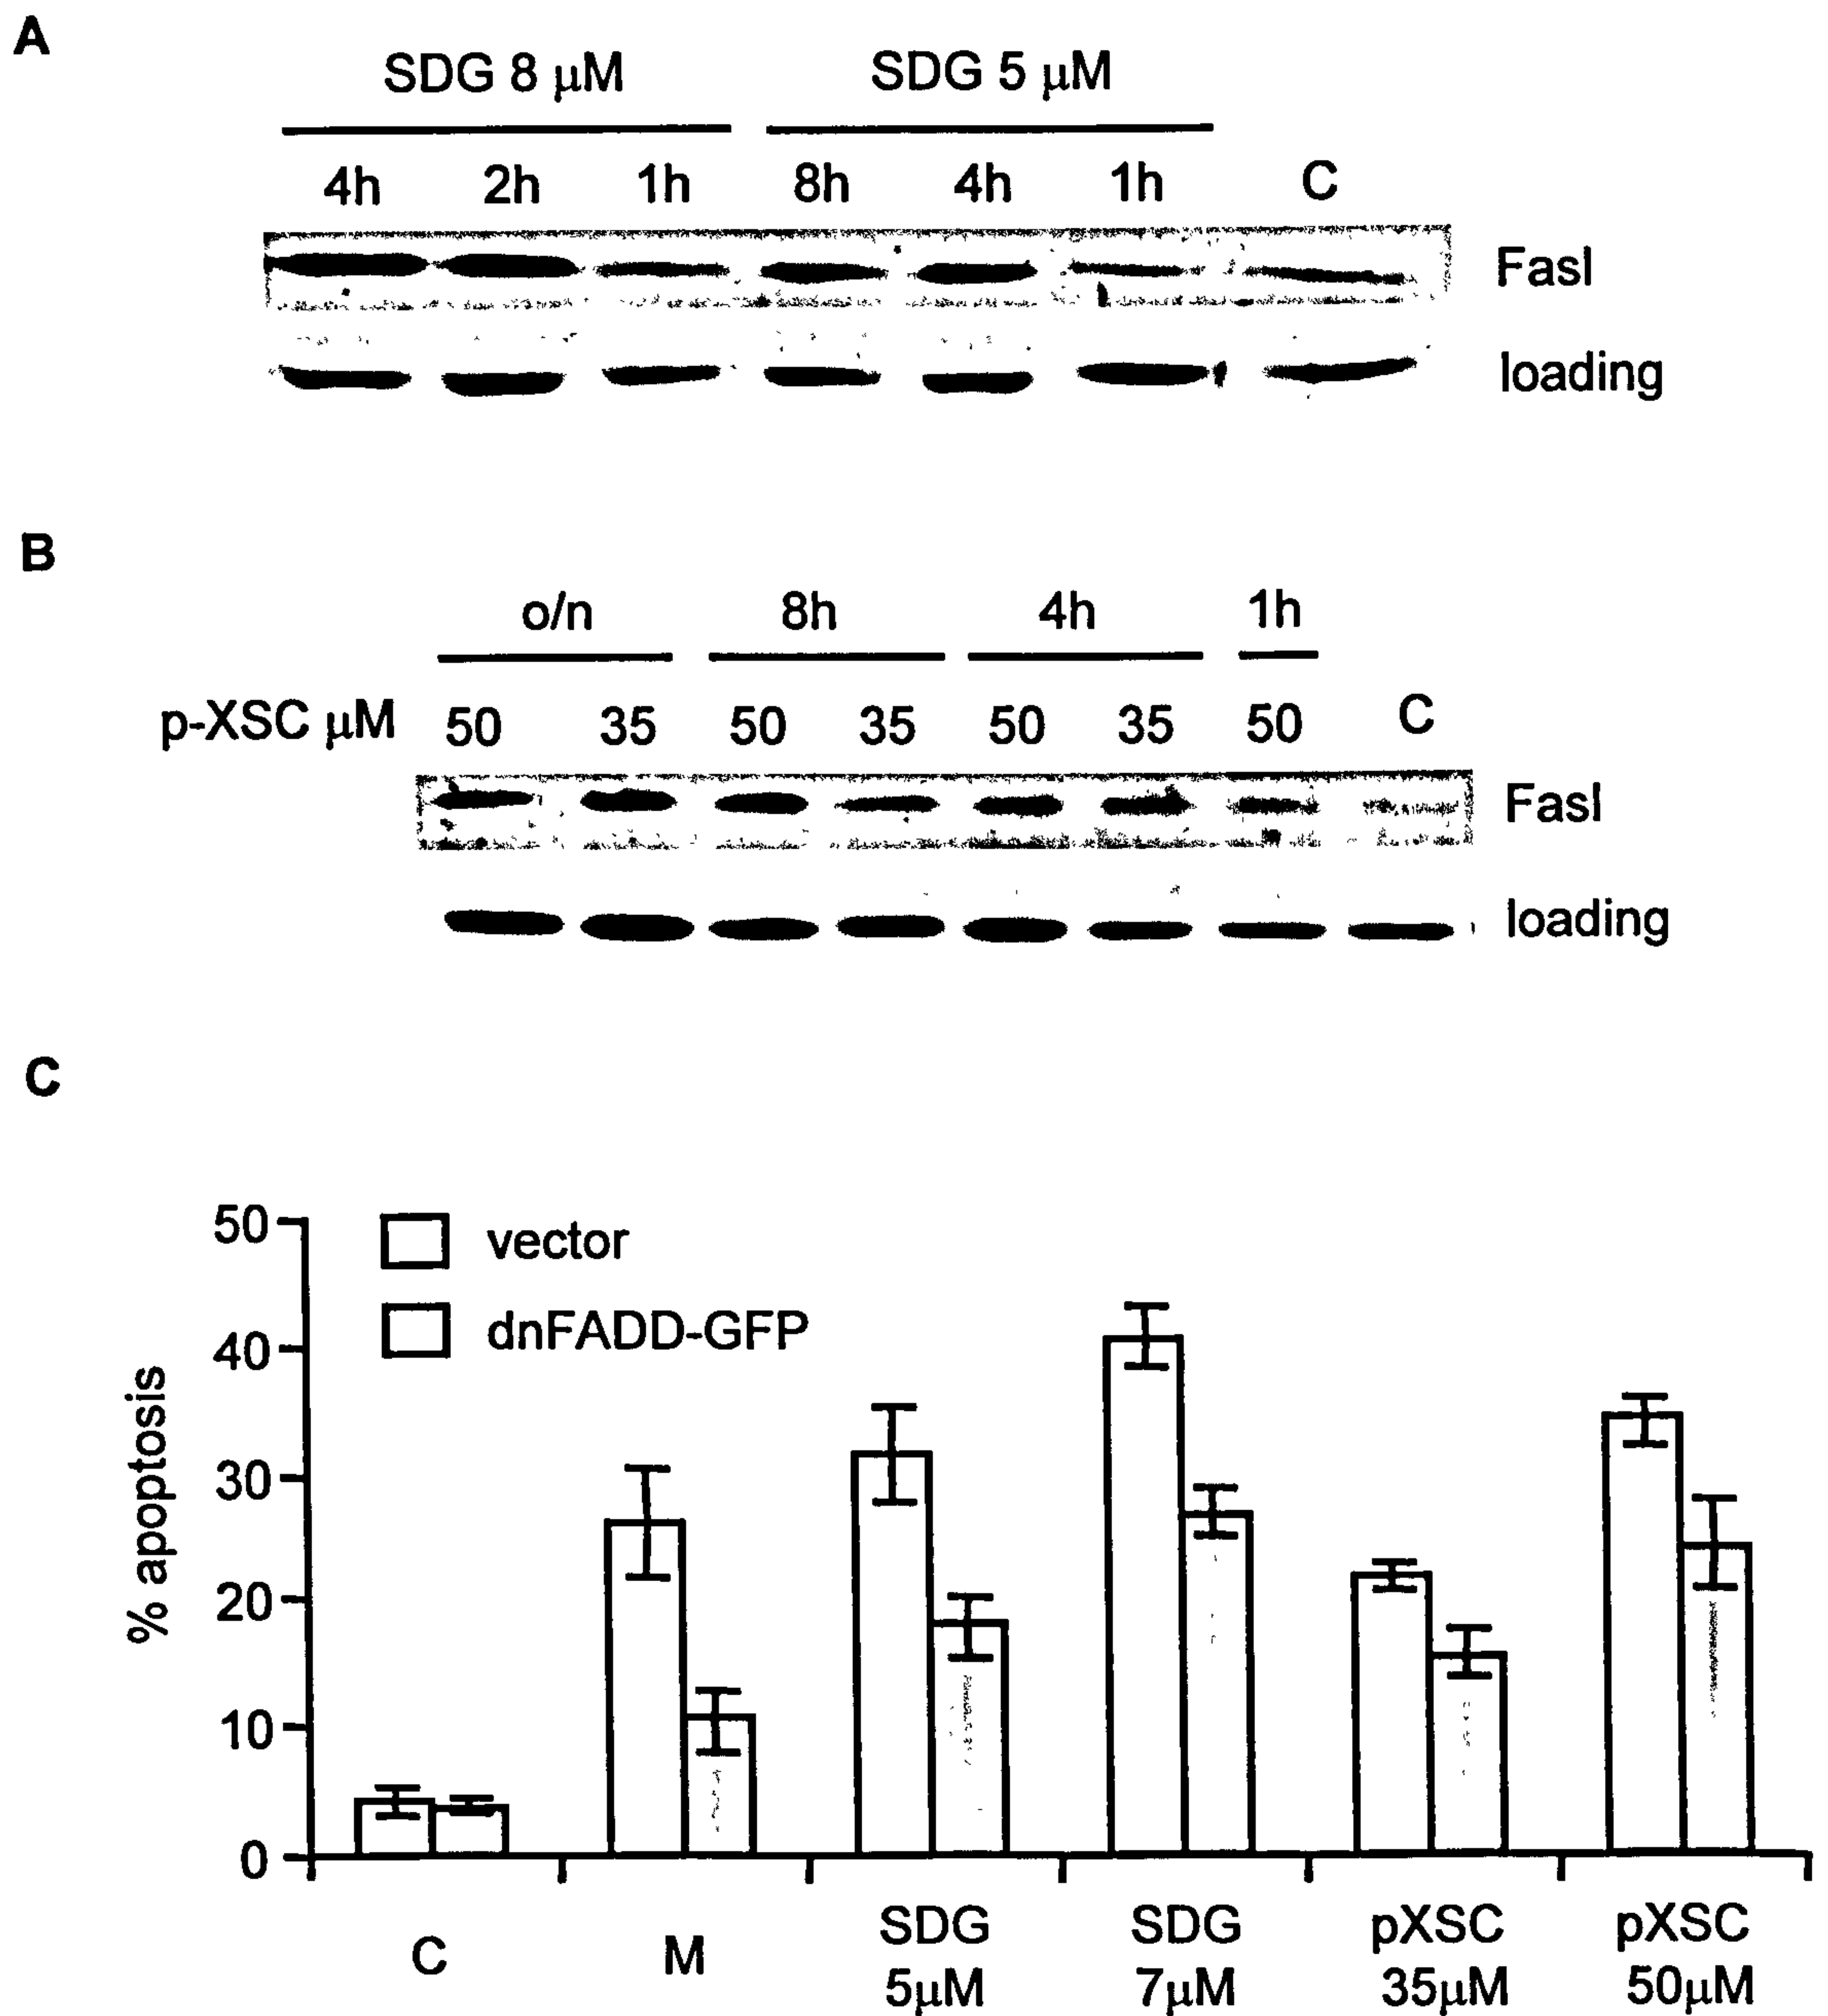 A
SDG 8 μM SDG 5 μM
4h 2h 1h 8h 4h 1h C
Fasl
loading
B
o/n 8h 4h 1h
p-XSC μM 50 35 50 35 50 35 50 C
Fasl
loading
C
50
40
30
20
10
0
% apoptosis
vector
dnFADD-GFP
C M SDG SDG pXSC pXSC
5μM 7μM 35μM 50μM